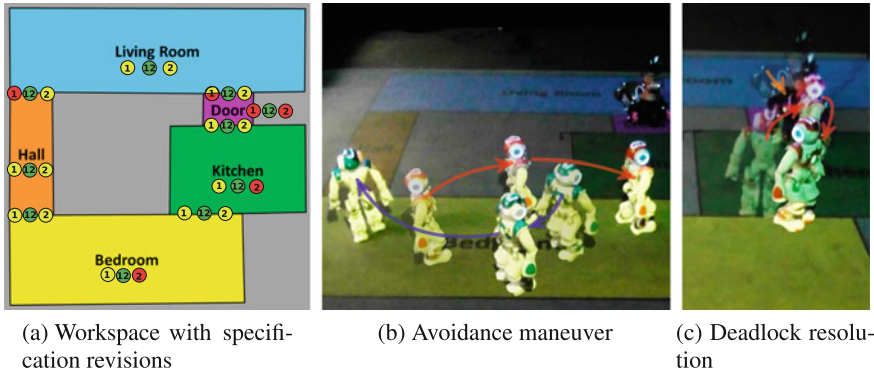 Living Room
1 12 2
1 12 2
1 12 2
Door
1 12 2
1 12 2
Hall
1 12 2
Kitchen
1 12 2
1 12 2
1 12 2
Bedroom
1 12 2
Living Room
(a) Workspace with specifi-
cation revisions
(b) Avoidance maneuver
(c) Deadlock resolu-
tion